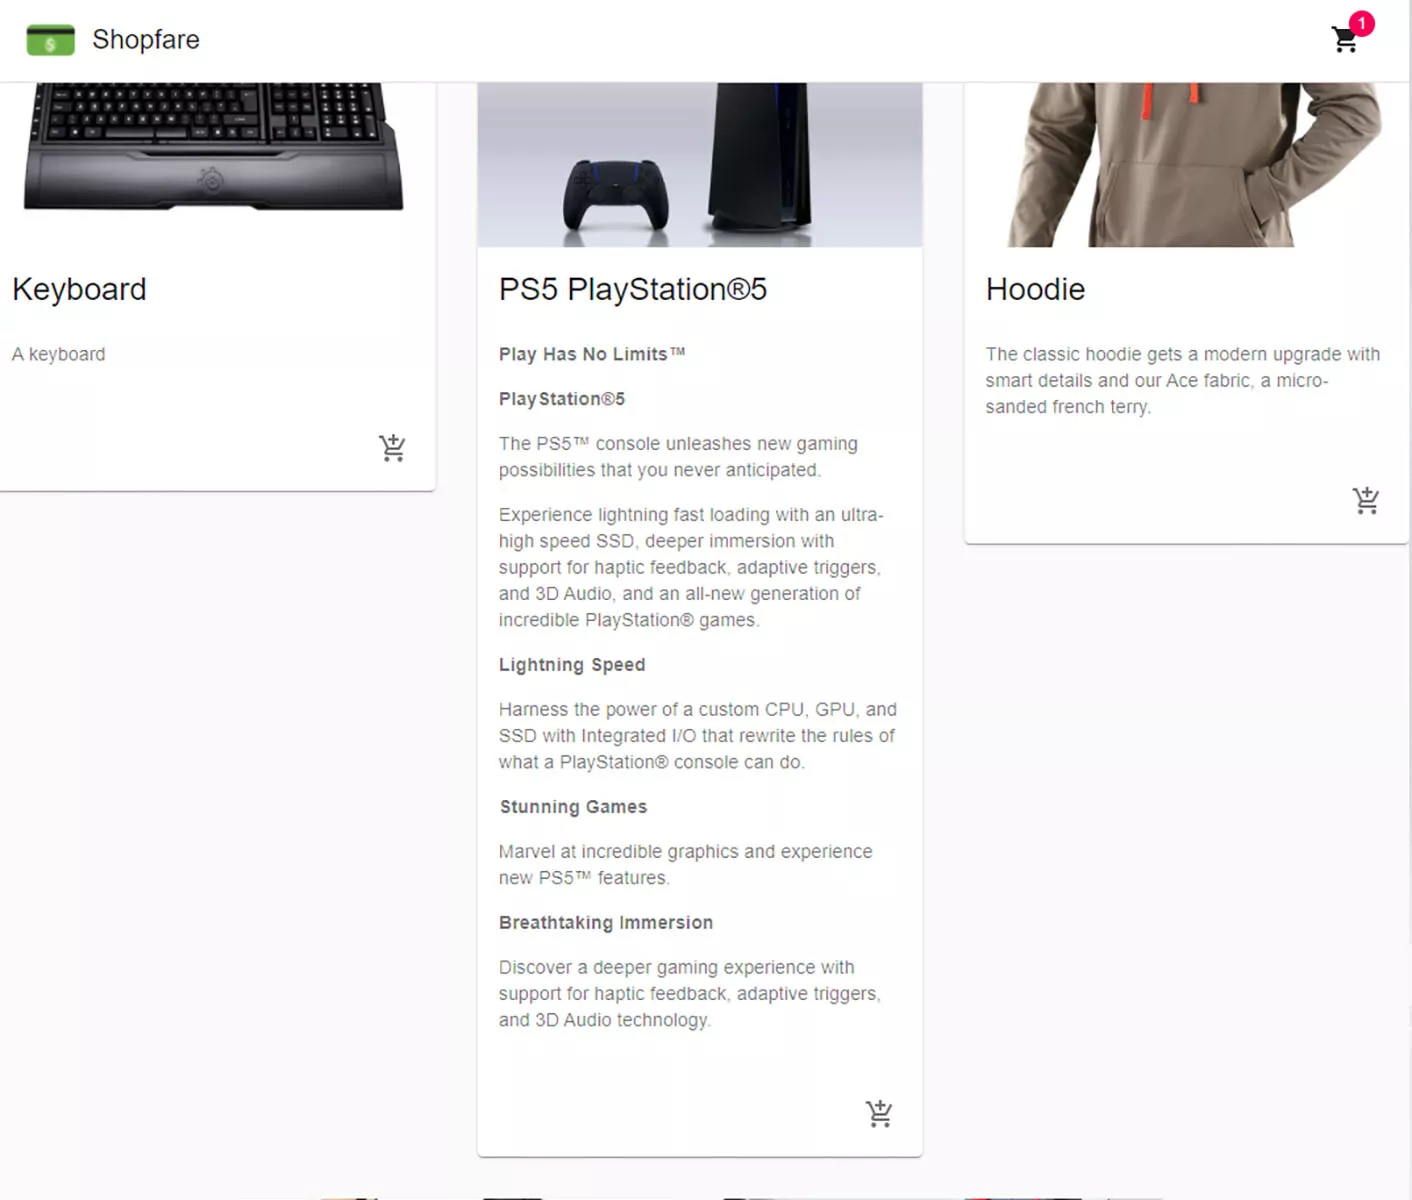 Shopfare
1
Keyboard
A keyboard
PS5 PlayStation®5
Play Has No Limits™
PlayStation®5
The PS5™ console unleashes new gaming
possibilities that you never anticipated.
Experience lightning fast loading with an ultra-
high speed SSD, deeper immersion with
support for haptic feedback, adaptive triggers,
and 3D Audio, and an all-new generation of
incredible PlayStation® games.
Lightning Speed
Harness the power of a custom CPU, GPU, and
SSD with Integrated I/O that rewrite the rules of
what a PlayStation® console can do.
Stunning Games
Marvel at incredible graphics and experience
new PS5™ features.
Breathtaking Immersion
Discover a deeper gaming experience with
support for haptic feedback, adaptive triggers,
and 3D Audio technology.
Hoodie
The classic hoodie gets a modern upgrade with
smart details and our Ace fabric, a micro-
sanded french terry.